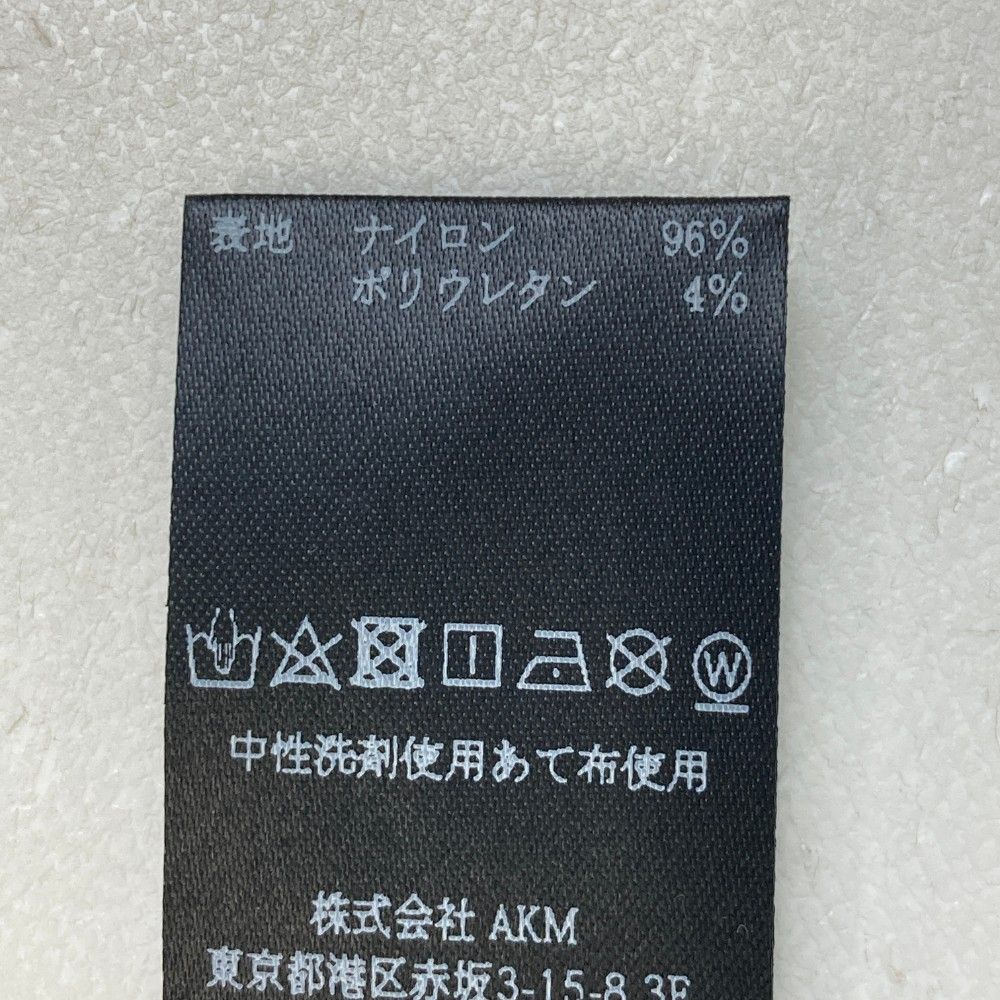 表地 ナイロン 96%
ポリウレタン 4%
W
中性洗剤使用あて布使用
株式会社 AKM
東京都港区赤坂3-15-8 3F